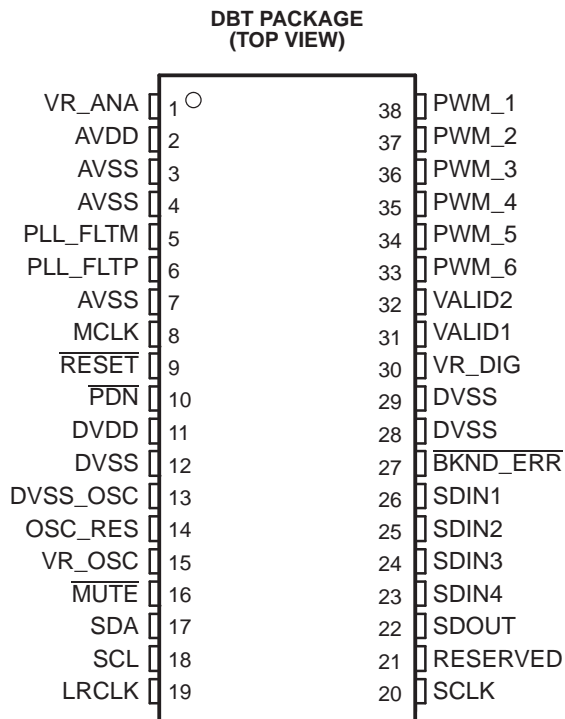 DBT PACKAGE
(TOP VIEW)
VR_ANA 1 38 PWM_1
AVDD 2 37 PWM_2
AVSS 3 36 PWM_3
AVSS 4 35 PWM_4
PLL_FLTM 5 34 PWM_5
PLL_FLTP 6 33 PWM_6
AVSS 7 32 VALID2
MCLK 8 31 VALID1
RESET 9 30 VR_DIG
PDN 10 29 DVSS
DVDD 11 28 DVSS
DVSS 12 27 BKND_ERR
DVSS_OSC 13 26 SDIN1
OSC_RES 14 25 SDIN2
VR_OSC 15 24 SDIN3
MUTE 16 23 SDIN4
SDA 17 22 SDOUT
SCL 18 21 RESERVED
LRCLK 19 20 SCLK